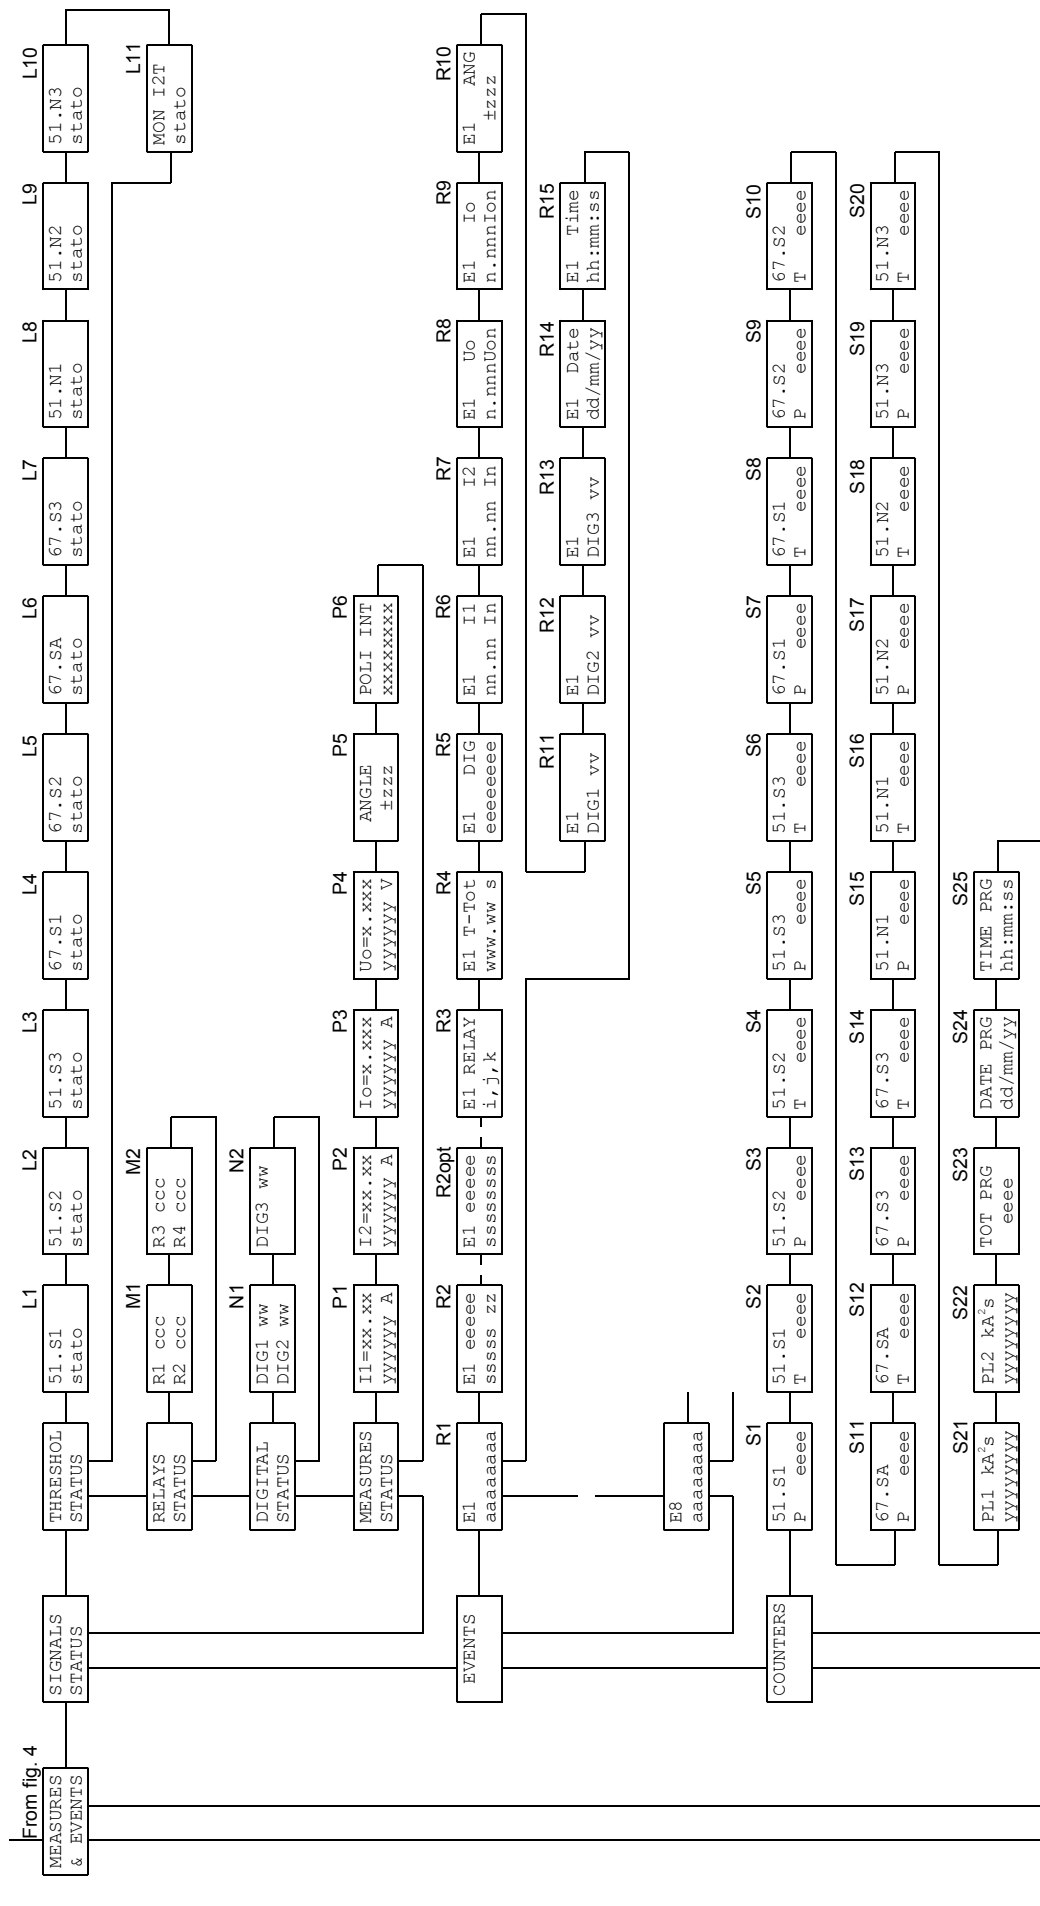 From fig. 4
MEASURES
& EVENTS
SIGNALS
STATUS
THRESHOL
STATUS
L1
51.S1
stato
L2
51.S2
stato
L3
51.S3
stato
L4
67.S1
stato
L5
67.S2
stato
L6
67.SA
stato
L7
67.S3
stato
L8
51.N1
stato
L9
51.N2
stato
L10
51.N3
stato
L11
MON I2T
stato
RELAYS
STATUS
M1
R1 ccc
R2 ccc
M2
R3 ccc
R4 ccc
DIGITAL
STATUS
N1
DIG1 ww
DIG2 ww
N2
DIG3 ww
MEASURES
STATUS
P1
I1=xx.xx
yyyyyy A
P2
I2=xx.xx
yyyyyy A
P3
Io=x.xxx
yyyyyy A
P4
Uo=x.xxx
yyyyyy V
P5
ANGLE
±zzz
P6
POLI INT
xxxxxxxx
EVENTS
R1
E1
aaaaaaaa
R2
E1 eeeee
sssss zz
R2opt
E1 eeeee
ssssssss
R3
E1 RELAY
i,j,k
R4
E1 T-Tot
www.ww s
R5
E1 DIG
eeeeeeee
R6
E1 I1
nn.nn In
R7
E1 I2
nn.nn In
R8
E1 Uo
n.nnnUon
R9
E1 Io
n.nnnIon
R10
E1 ANG
±zzz
R11
E1
DIG1 vv
R12
E1
DIG2 vv
R13
E1
DIG3 vv
R14
E1 Date
dd/mm/yy
R15
E1 Time
hh:mm:ss
E8
aaaaaaaa
COUNTERS
S1
51.S1
P eeee
S2
51.S1
T eeee
S3
51.S2
P eeee
S4
51.S2
T eeee
S5
51.S3
P eeee
S6
51.S3
T eeee
S7
67.S1
P eeee
S8
67.S1
T eeee
S9
67.S2
P eeee
S10
67.S2
T eeee
S11
67.SA
P eeee
S12
67.SA
T eeee
S13
67.S3
P eeee
S14
67.S3
T eeee
S15
51.N1
P eeee
S16
51.N1
T eeee
S17
51.N2
P eeee
S18
51.N2
T eeee
S19
51.N3
P eeee
S20
51.N3
T eeee
S21
PL1 kA²s
yyyyyyyy
S22
PL2 kA²s
yyyyyyyy
S23
TOT PRG
eeee
S24
DATE PRG
dd/mm/yy
S25
TIME PRG
hh:mm:ss